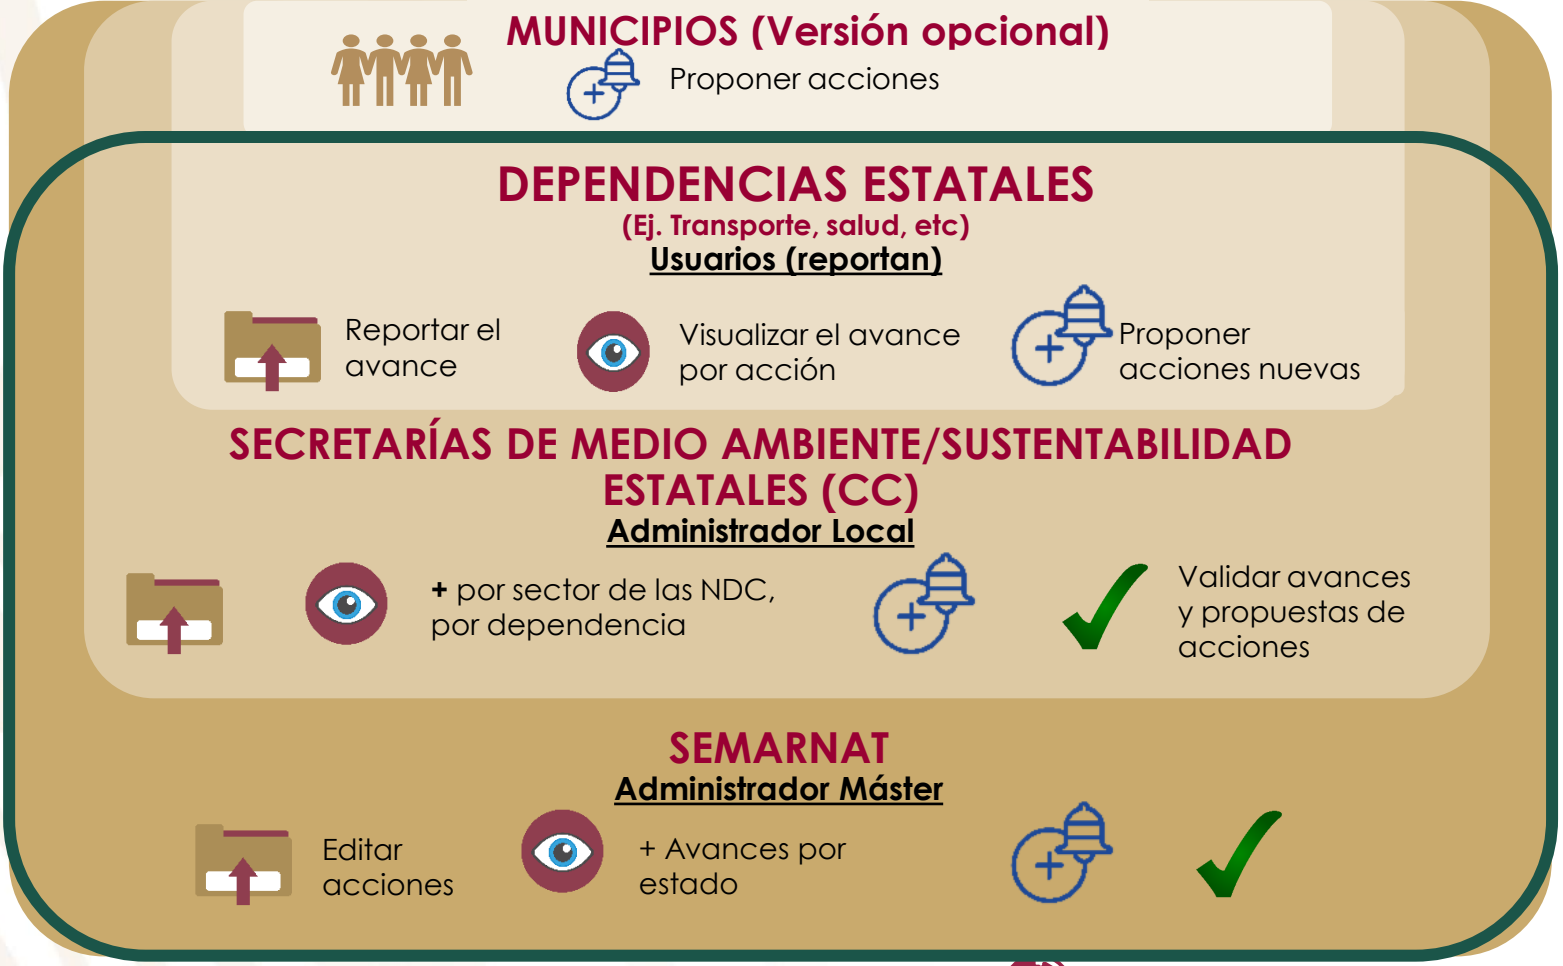 MUNICIPIOS (Versión opcional)
Proponer acciones
DEPENDENCIAS ESTATALES
(Ej. Transporte, salud, etc)
Usuarios (reportan)
Reportar el
avance
Visualizar el avance
por acción
Proponer
acciones nuevas
SECRETARÍAS DE MEDIO AMBIENTE/SUSTENTABILIDAD
ESTATALES (CC)
Administrador Local
+ por sector de las NDC,
por dependencia
Validar avances
y propuestas de
acciones
SEMARNAT
Administrador Máster
Editar
acciones
+ Avances por
estado